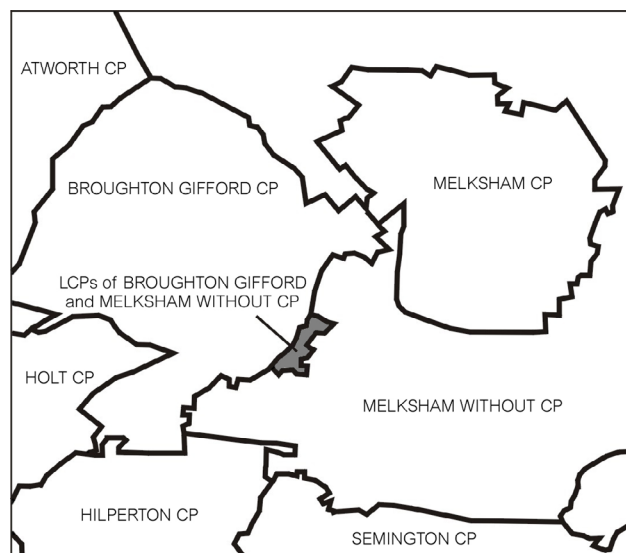 ATWORTH CP
BROUGHTON GIFFORD CP
MELKSHAM CP
LCPs of BROUGHTON GIFFORD
and MELKSHAM WITHOUT CP
HOLT CP
MELKSHAM WITHOUT CP
HILPERTON CP
SEMINGTON CP